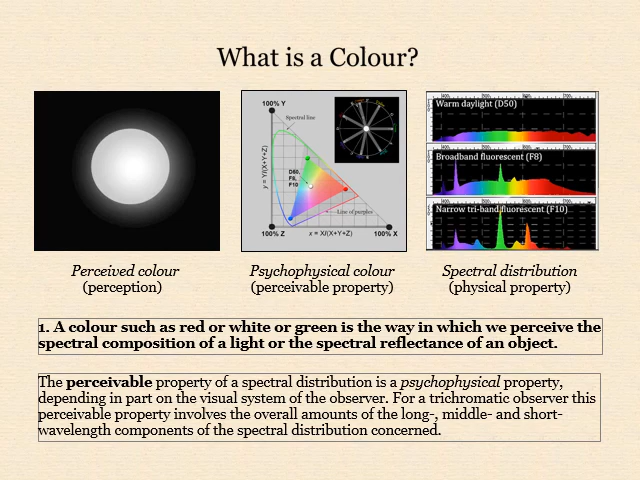 What is a Colour?
100% Y
Spectral line
y = Y/(X+Y+Z)
D50,
F8,
F10
Line of purples
100% Z
x = X/(X+Y+Z)
100% X
Warm daylight (D50)
Broadband fluorescent (F8)
Narrow tri-band fluorescent (F10)
Perceived colour
(perception)
Psychophysical colour
(perceivable property)
Spectral distribution
(physical property)
1. A colour such as red or white or green is the way in which we perceive the
spectral composition of a light or the spectral reflectance of an object.
The perceivable property of a spectral distribution is a psychophysical property,
depending in part on the visual system of the observer. For a trichromatic observer this
perceivable property involves the overall amounts of the long-, middle- and short-
wavelength components of the spectral distribution concerned.